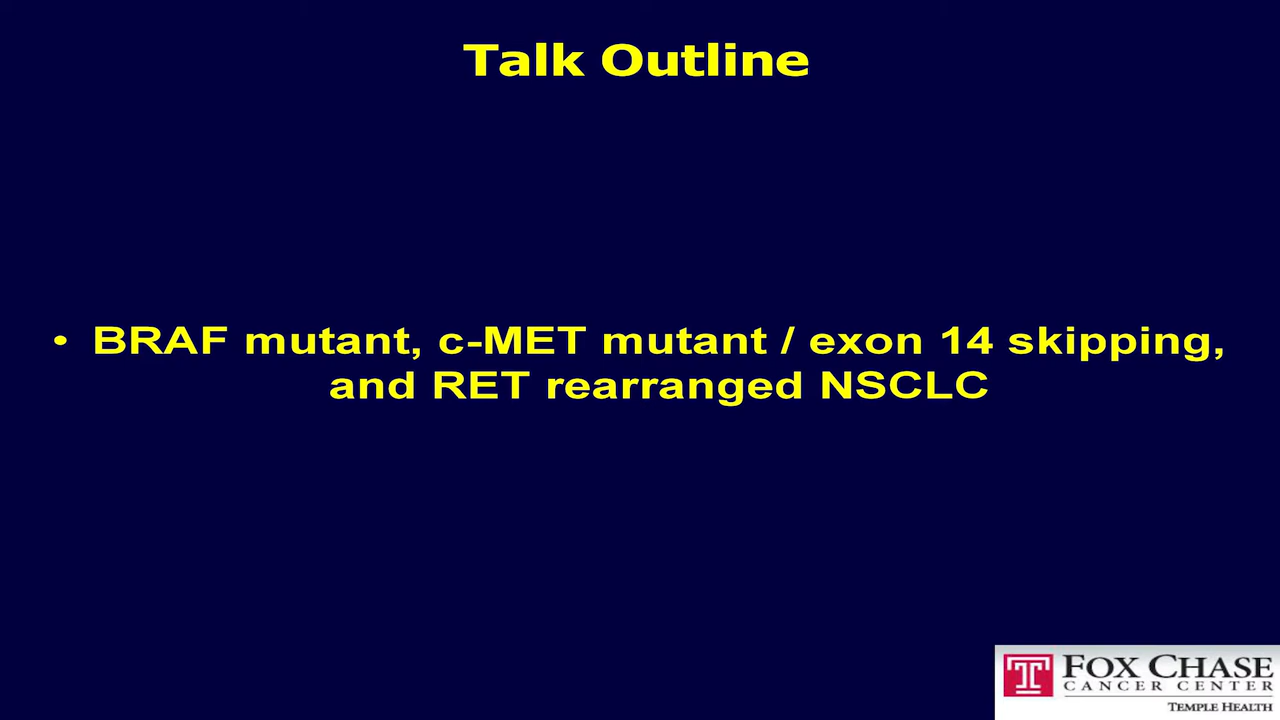 Talk Outline
• BRAF mutant, c-MET mutant / exon 14 skipping,
and RET rearranged NSCLC
T
FOX CHASE
CANCER CENTER
TEMPLE HEALTH